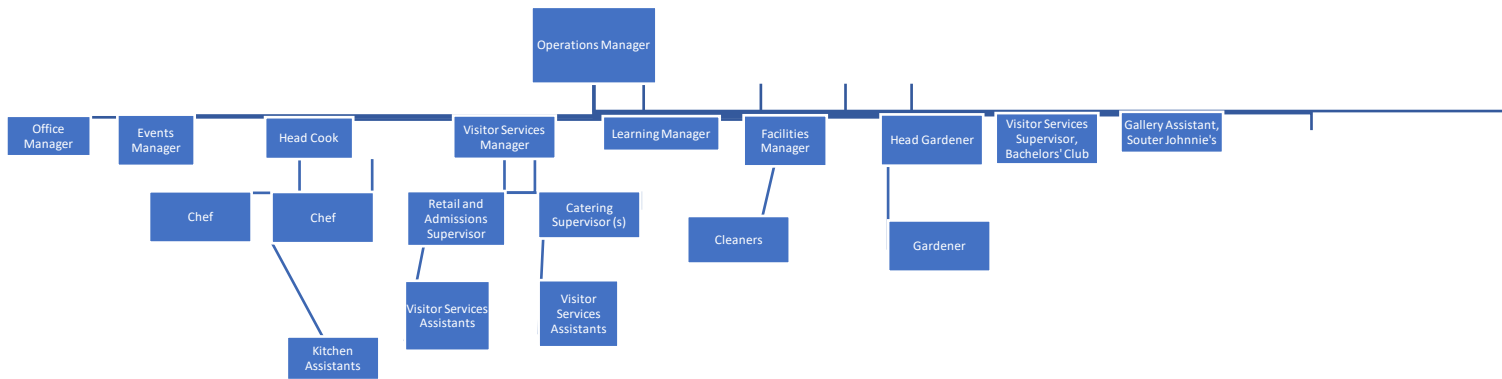 Operations Manager
Office
Manager
Events
Manager
Head Cook
Visitor Services
Manager
Learning Manager
Facilities
Manager
Head Gardener
Visitor Services
Supervisor,
Bachelors' Club
Gallery Assistant,
Souter Johnnie's
Chef
Chef
Retail and
Admissions
Supervisor
Catering
Supervisor (s)
Cleaners
Gardener
Visitor Services
Assistants
Visitor
Services
Assistants
Kitchen
Assistants